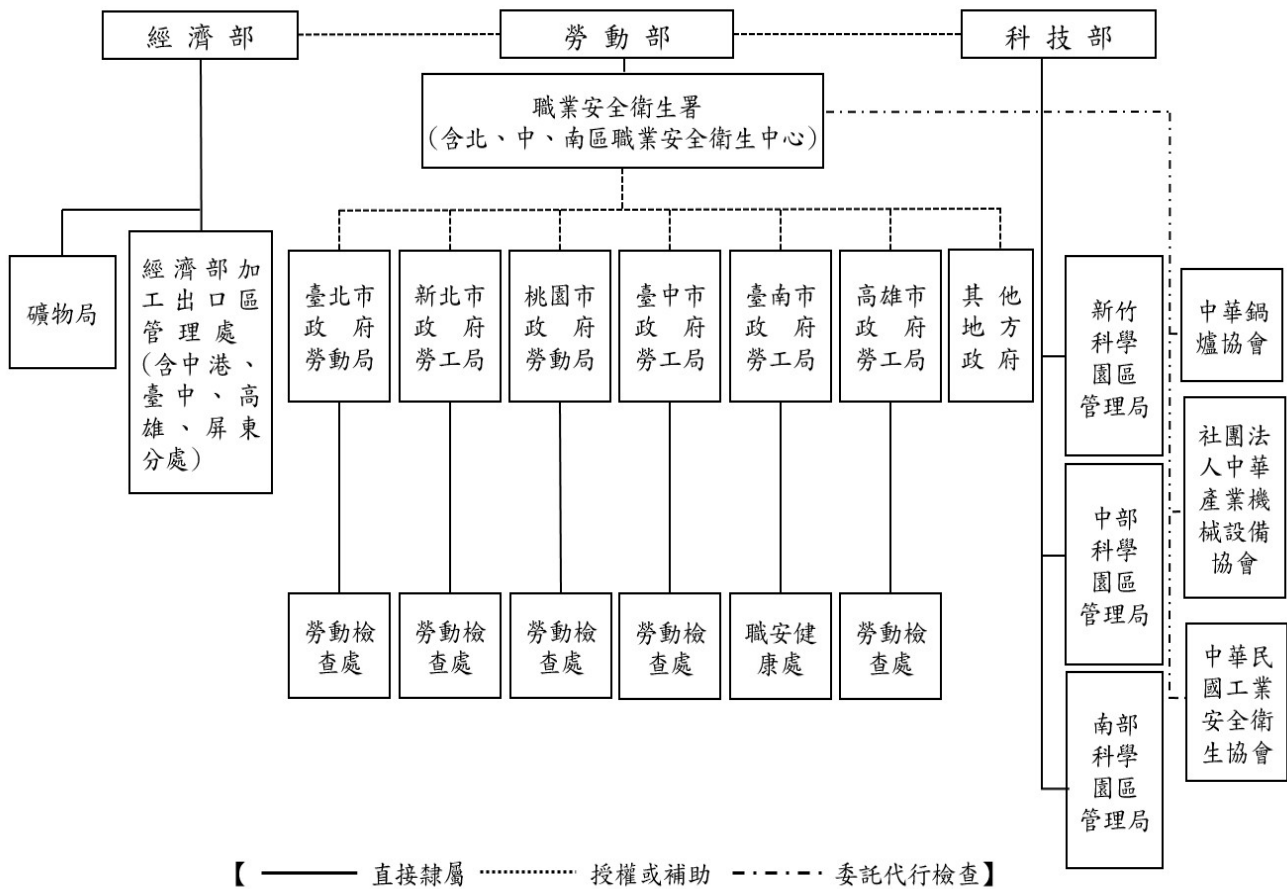 經濟部
勞動部
科技部
職業安全衛生署
(含北、中、南區職業安全衛生中心)
礦物局
經濟部加
工出口區
管理處
(含中港、
臺中、高
雄、屏東
分處)
臺北市
政府
勞動局
新北市
政府
勞工局
桃園市
政府
勞動局
臺中市
政府
勞工局
臺南市
政府
勞工局
高雄市
政府
勞工局
其他
地方
政府
新竹
科學
園區
管理局
中華鍋
爐協會
社團法
人中華
產業機
械設備
協會
中部
科學
園區
管理局
勞動檢
查處
勞動檢
查處
勞動檢
查處
勞動檢
查處
職安健
康處
勞動檢
查處
中華民
國工業
安全衛
生協會
南部
科學
園區
管理局
【 直接隸屬 授權或補助 委託代行檢查】